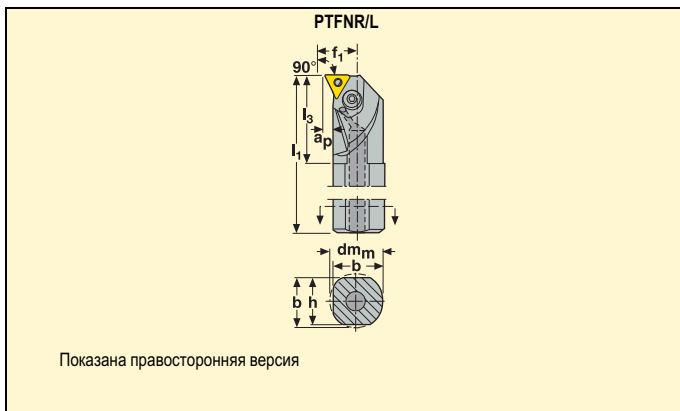 PTFNR/L
f1
90°
l3
ap
l1
dmm
b
b h
Показана правосторонняя версия